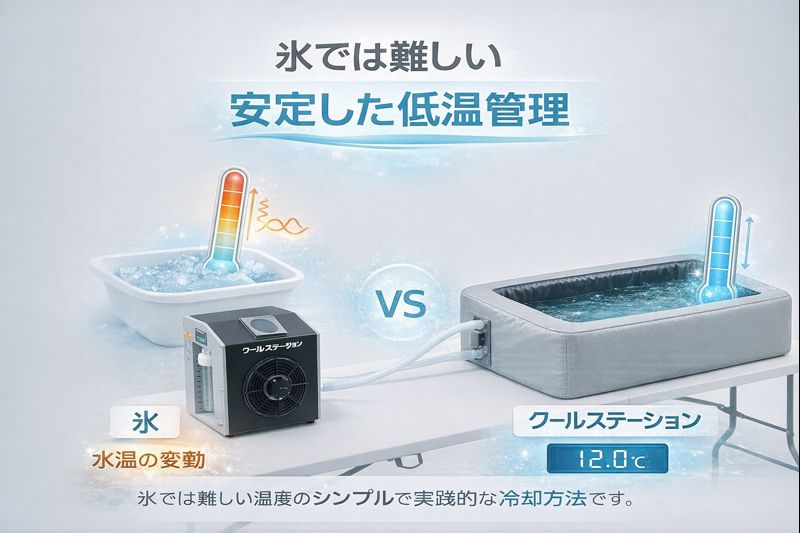 氷では難しい
安定した低温管理
VS
ワールステーション
氷
水温の変動
クールステーション
12.0℃
氷では難しい温度のシンプルで実践的な冷却方法です。